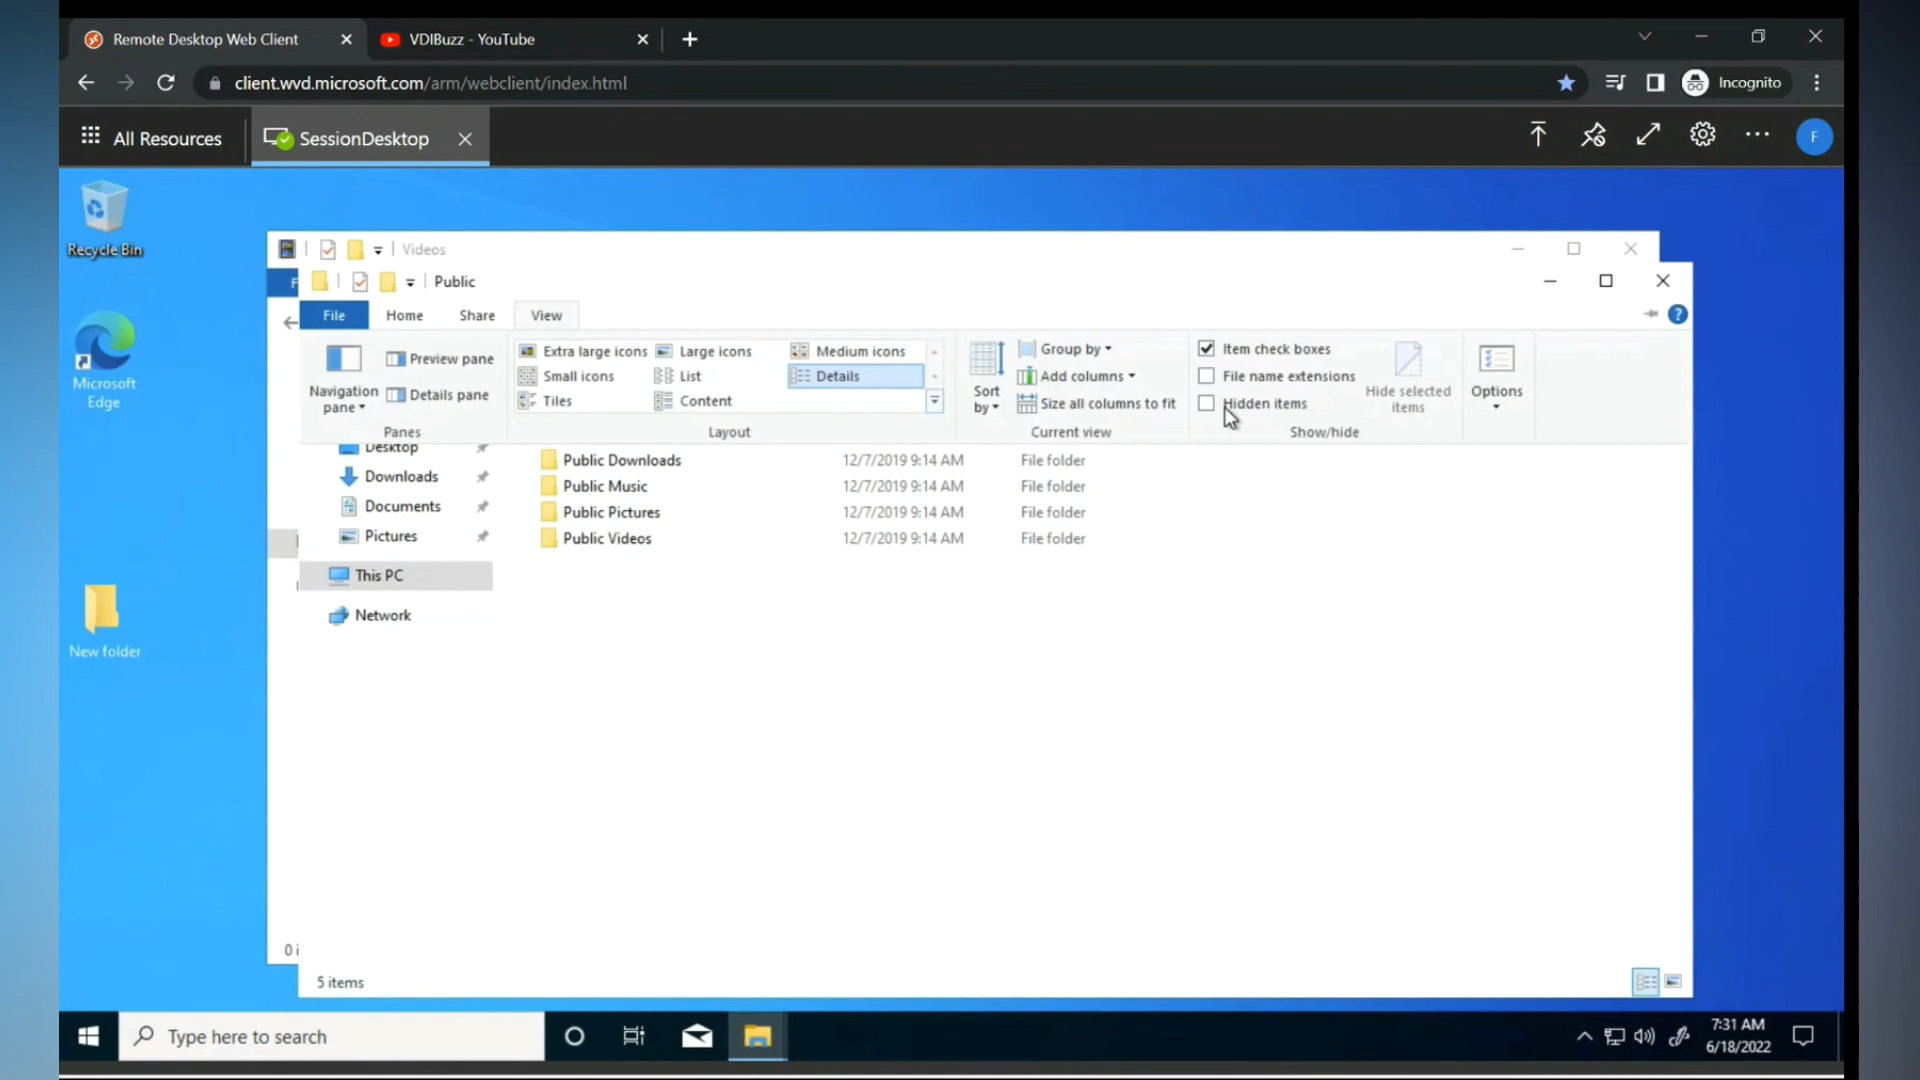 Remote Desktop Web Client
VDIBuzz - YouTube
client.wvd.microsoft.com/arm/webclient/index.html
Incognito
All Resources
SessionDesktop
F
Recycle Bin
Microsoft
Edge
New folder
Videos
F
Public
File Home Share View
?
Navigation
pane
Preview pane
Details pane
Panes
Extra large icons Large icons Medium icons
Small icons List Details
Tiles Content
Layout
Sort
by
Group by
Add columns
Size all columns to fit
Current view
Item check boxes
File name extensions
Hidden items
Hide selected
items
Show/hide
Options
Desktop
Downloads
Documents
Pictures
This PC
Network
Public Downloads 12/7/2019 9:14 AM File folder
Public Music 12/7/2019 9:14 AM File folder
Public Pictures 12/7/2019 9:14 AM File folder
Public Videos 12/7/2019 9:14 AM File folder
0 i
5 items
Type here to search
7:31 AM
6/18/2022